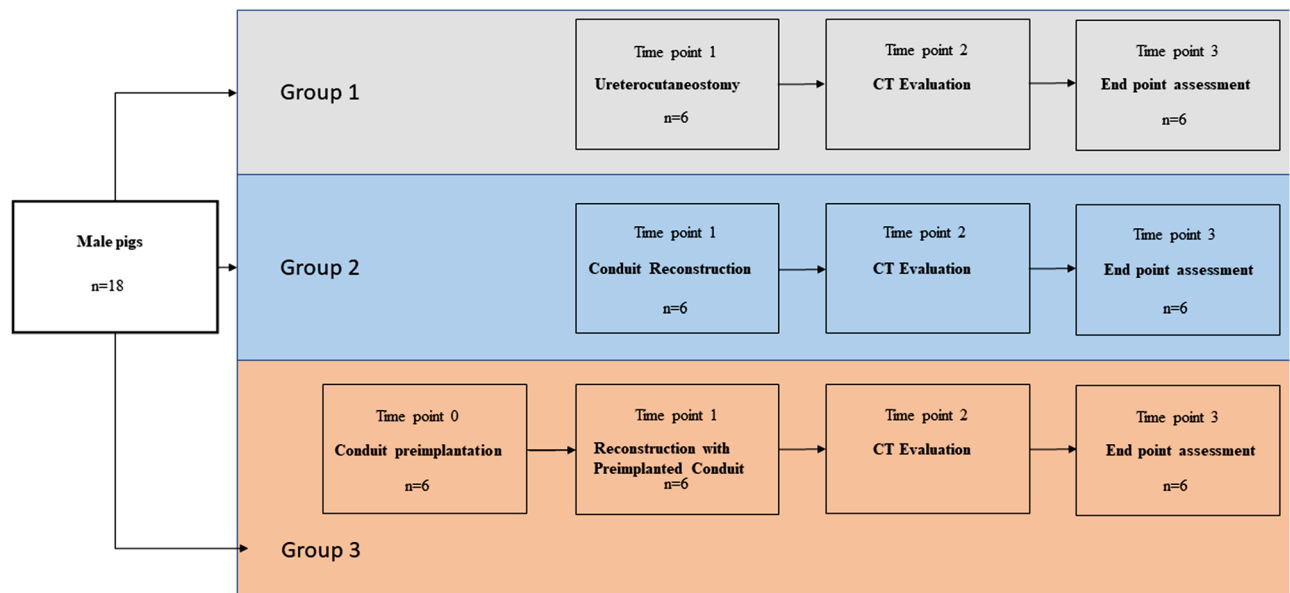 Male pigs
n=18
Group 1
Time point 1
Ureterocutaneostomy
n=6
Time point 2
CT Evaluation
Time point 3
End point assessment
n=6
Group 2
Time point 1
Conduit Reconstruction
n=6
Time point 2
CT Evaluation
Time point 3
End point assessment
n=6
Time point 0
Conduit preimplantation
n=6
Time point 1
Reconstruction with
Preimplanted Conduit
n=6
Time point 2
CT Evaluation
Time point 3
End point assessment
n=6
Group 3